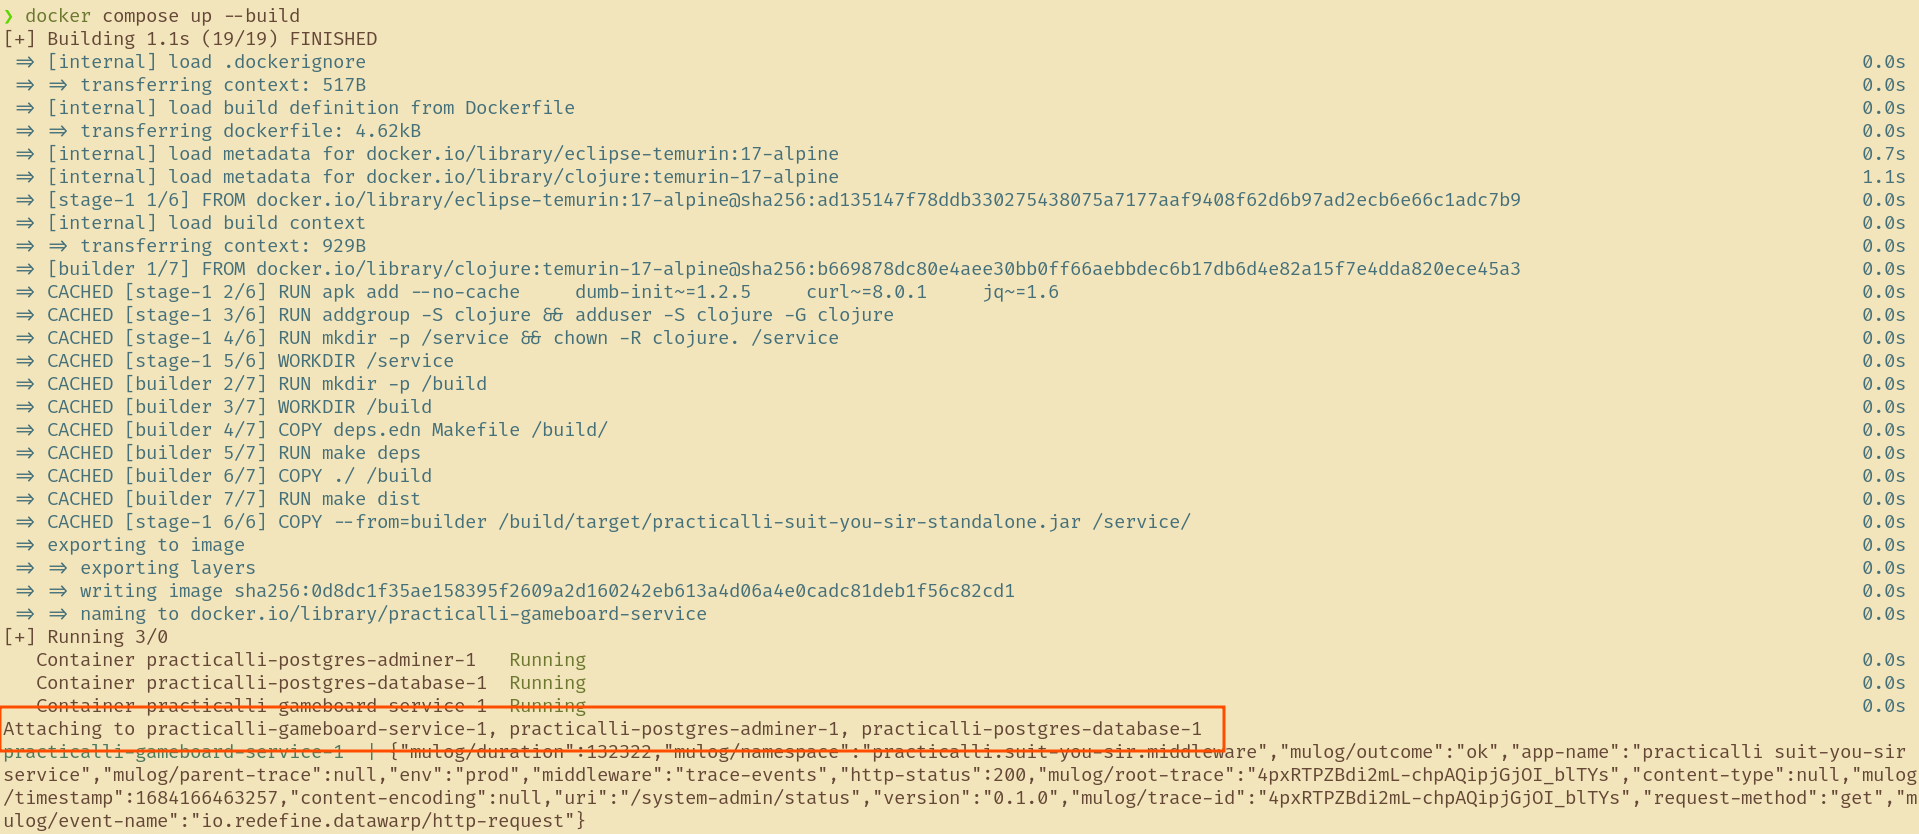 ❯ docker compose up --build
[+] Building 1.1s (19/19) FINISHED
=> [internal] load .dockerignore 0.0s
=> => transferring context: 517B 0.0s
=> [internal] load build definition from Dockerfile 0.0s
=> => transferring dockerfile: 4.62kB 0.0s
=> [internal] load metadata for docker.io/library/eclipse-temurin:17-alpine 0.7s
=> [internal] load metadata for docker.io/library/clojure:temurin-17-alpine 1.1s
=> [stage-1 1/6] FROM docker.io/library/eclipse-temurin:17-alpine@sha256:ad135147f78ddb330275438075a7177aaf9408f62d6b97ad2ecb6e66c1adc7b9 0.0s
=> [internal] load build context 0.0s
=> => transferring context: 929B 0.0s
=> [builder 1/7] FROM docker.io/library/clojure:temurin-17-alpine@sha256:b669878dc80e4aee30bb0ff66aebbdec6b17db6d4e82a15f7e4dda820ece45a3 0.0s
=> CACHED [stage-1 2/6] RUN apk add --no-cache     dumb-init~=1.2.5     curl~=8.0.1     jq~=1.6 0.0s
=> CACHED [stage-1 3/6] RUN addgroup -S clojure && adduser -S clojure -G clojure 0.0s
=> CACHED [stage-1 4/6] RUN mkdir -p /service && chown -R clojure. /service 0.0s
=> CACHED [stage-1 5/6] WORKDIR /service 0.0s
=> CACHED [builder 2/7] RUN mkdir -p /build 0.0s
=> CACHED [builder 3/7] WORKDIR /build 0.0s
=> CACHED [builder 4/7] COPY deps.edn Makefile /build/ 0.0s
=> CACHED [builder 5/7] RUN make deps 0.0s
=> CACHED [builder 6/7] COPY ./ /build 0.0s
=> CACHED [builder 7/7] RUN make dist 0.0s
=> CACHED [stage-1 6/6] COPY --from=builder /build/target/practicalli-suit-you-sir-standalone.jar /service/ 0.0s
=> exporting to image 0.0s
=> => exporting layers 0.0s
=> => writing image sha256:0d8dc1f35ae158395f2609a2d160242eb613a4d06a4e0cadc81deb1f56c82cd1 0.0s
=> => naming to docker.io/library/practicalli-gameboard-service 0.0s
[+] Running 3/0
Container practicalli-postgres-adminer-1   Running 0.0s
Container practicalli-postgres-database-1  Running 0.0s
Container practicalli-gameboard-service-1  Running 0.0s
Attaching to practicalli-gameboard-service-1, practicalli-postgres-adminer-1, practicalli-postgres-database-1
practicalli-gameboard-service-1  | {"mulog/duration":132322,"mulog/namespace":"practicalli.suit-you-sir.middleware","mulog/outcome":"ok","app-name":"practicalli suit-you-sir
service","mulog/parent-trace":null,"env":"prod","middleware":"trace-events","http-status":200,"mulog/root-trace":"4pxRTPZBdi2mL-chpAQipjGjOI_blTYs","content-type":null,"mulog
/timestamp":1684166463257,"content-encoding":null,"uri":"/system-admin/status","version":"0.1.0","mulog/trace-id":"4pxRTPZBdi2mL-chpAQipjGjOI_blTYs","request-method":"get","m
ulog/event-name":"io.redefine.datawarp/http-request"}